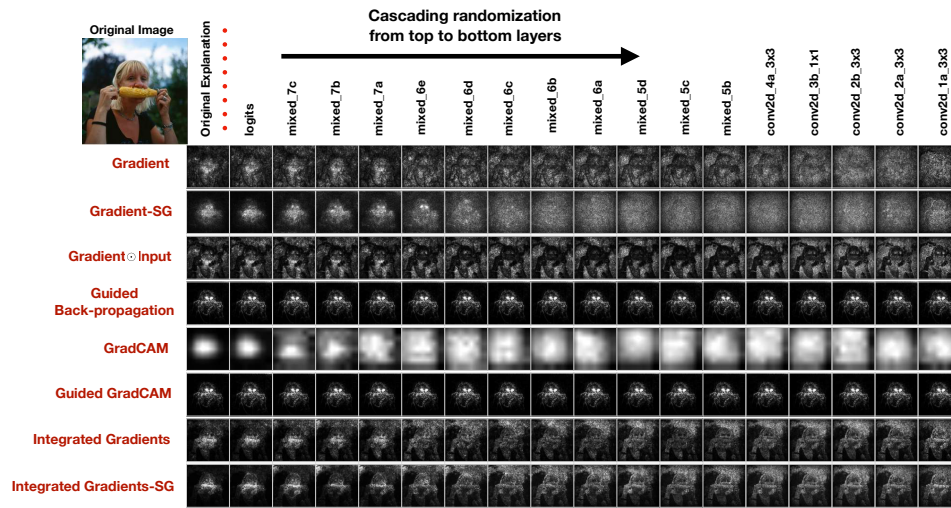 Cascading randomization
from top to bottom layers
Original Image
Original Explanation
logits
mixed_7c
mixed_7b
mixed_7a
mixed_6e
mixed_6d
mixed_6c
mixed_6b
mixed_6a
mixed_5d
mixed_5c
mixed_5b
conv2d_4a_3x3
conv2d_3b_1x1
conv2d_2b_3x3
conv2d_2a_3x3
conv2d_1a_3x3
Gradient
Gradient-SG
Gradient⊙Input
Guided
Back-propagation
GradCAM
Guided GradCAM
Integrated Gradients
Integrated Gradients-SG